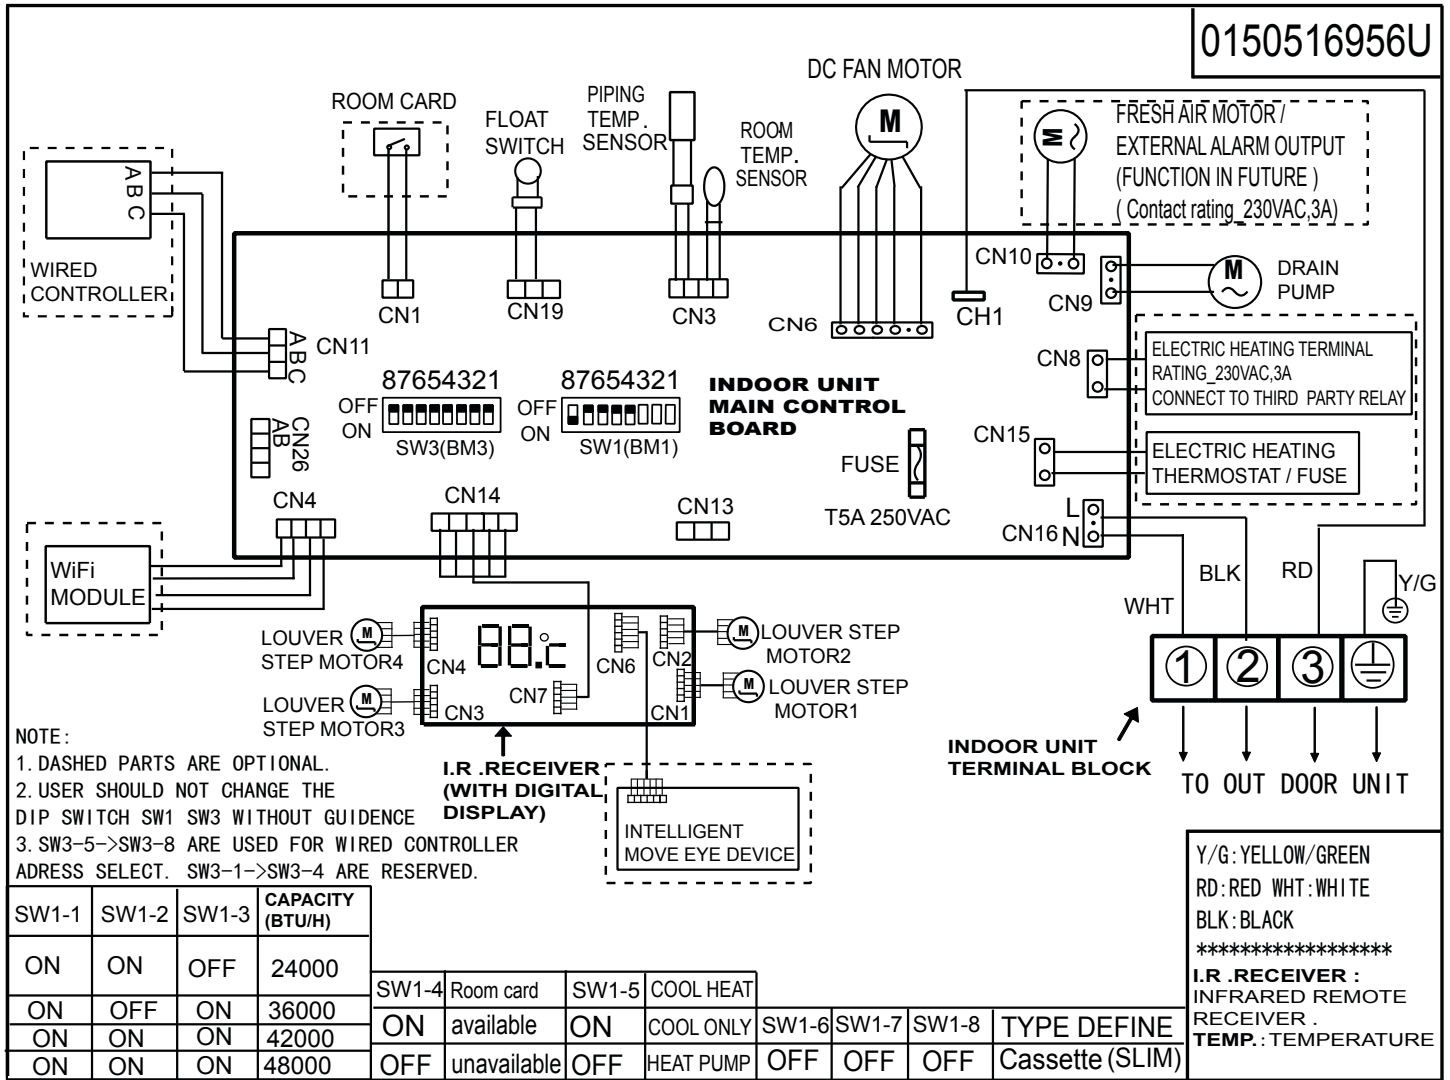 0150516956U
DC FAN MOTOR
ROOM CARD
FLOAT
SWITCH
PIPING
TEMP.
SENSOR
ROOM
TEMP.
SENSOR
M
M
FRESH AIR MOTOR /
EXTERNAL ALARM OUTPUT
(FUNCTION IN FUTURE )
( Contact rating_230VAC,3A)
A B C
WIRED
CONTROLLER
CN10
M
DRAIN
PUMP
CN9
CN1
CN19
CN3
CN6
CH1
A B C
CN11
CN8
ELECTRIC HEATING TERMINAL
RATING_230VAC,3A
CONNECT TO THIRD PARTY RELAY
87654321
OFF
ON
SW3(BM3)
87654321
OFF
ON
SW1(BM1)
INDOOR UNIT
MAIN CONTROL
BOARD
CN26
AB
CN15
ELECTRIC HEATING
THERMOSTAT / FUSE
FUSE
T5A 250VAC
CN4
CN14
CN13
L
CN16 N
WiFi
MODULE
WHT
BLK
RD
Y/G
LOUVER
STEP MOTOR4
M
CN4
88.°c
CN6
CN2
M
LOUVER STEP
MOTOR2
LOUVER
STEP MOTOR3
M
CN3
CN7
CN1
M
LOUVER STEP
MOTOR1
1 2 3
INDOOR UNIT
TERMINAL BLOCK
TO OUT DOOR UNIT
I.R .RECEIVER
(WITH DIGITAL
DISPLAY)
INTELLIGENT
MOVE EYE DEVICE
NOTE:
1. DASHED PARTS ARE OPTIONAL.
2. USER SHOULD NOT CHANGE THE
DIP SWITCH SW1 SW3 WITHOUT GUIDENCE
3. SW3-5->SW3-8 ARE USED FOR WIRED CONTROLLER
ADRESS SELECT. SW3-1->SW3-4 ARE RESERVED.
SW1-1 SW1-2 SW1-3 CAPACITY (BTU/H)
ON ON OFF 24000
ON OFF ON 36000
ON ON ON 42000
ON ON ON 48000
SW1-4 Room card SW1-5 COOL HEAT
ON available ON COOL ONLY SW1-6 SW1-7 SW1-8 TYPE DEFINE
OFF unavailable OFF HEAT PUMP OFF OFF OFF Cassette (SLIM)
Y/G:YELLOW/GREEN
RD:RED WHT:WHITE
BLK:BLACK
******************
I.R .RECEIVER :
INFRARED REMOTE
RECEIVER .
TEMP.:TEMPERATURE